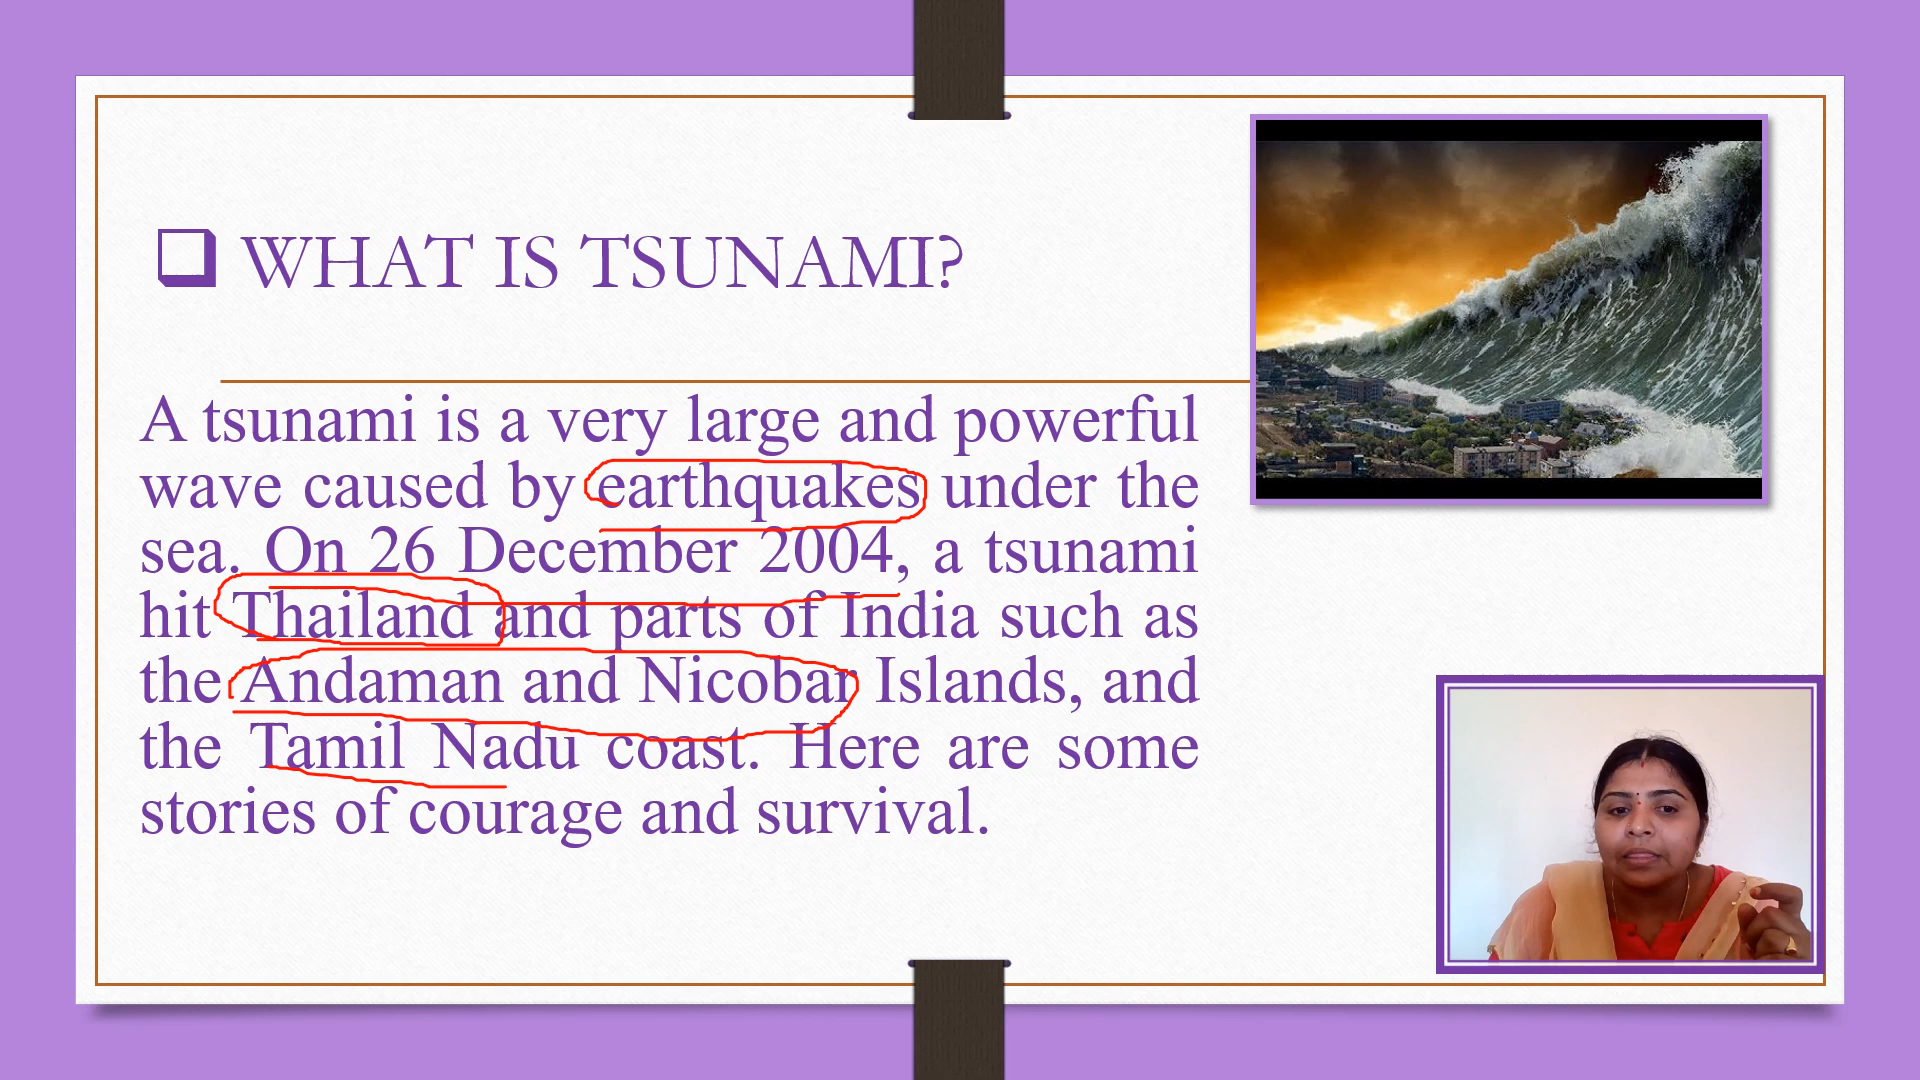 WHAT IS TSUNAMI?
A tsunami is a very large and powerful
wave caused by earthquakes under the
sea. On 26 December 2004, a tsunami
hit Thailand and parts of India such as
the Andaman and Nicobar Islands, and
the Tamil Nadu coast. Here are some
stories of courage and survival.